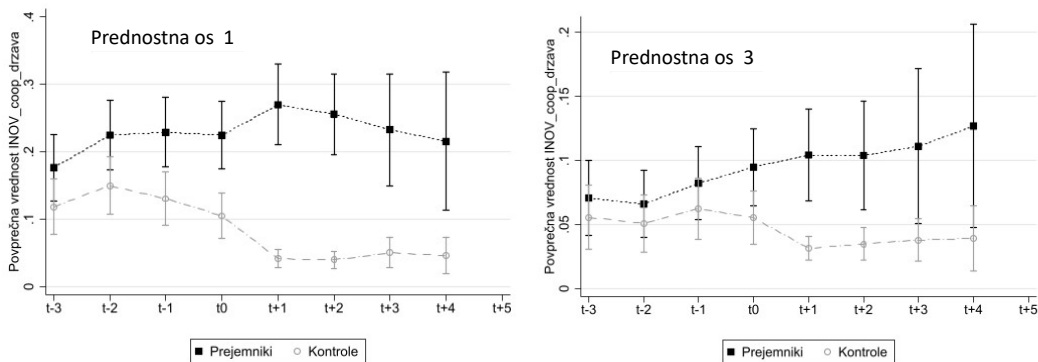 Prednostna os 1
Povprečna vrednost INOV_coop_drzava
.4
.3
.2
.1
0
t-3 t-2 t-1 t0 t+1 t+2 t+3 t+4 t+5
Prejemniki Kontrole
Prednostna os 3
Povprečna vrednost INOV_coop_drzava
.2
.15
.1
.05
0
t-3 t-2 t-1 t0 t+1 t+2 t+3 t+4 t+5
Prejemniki Kontrole